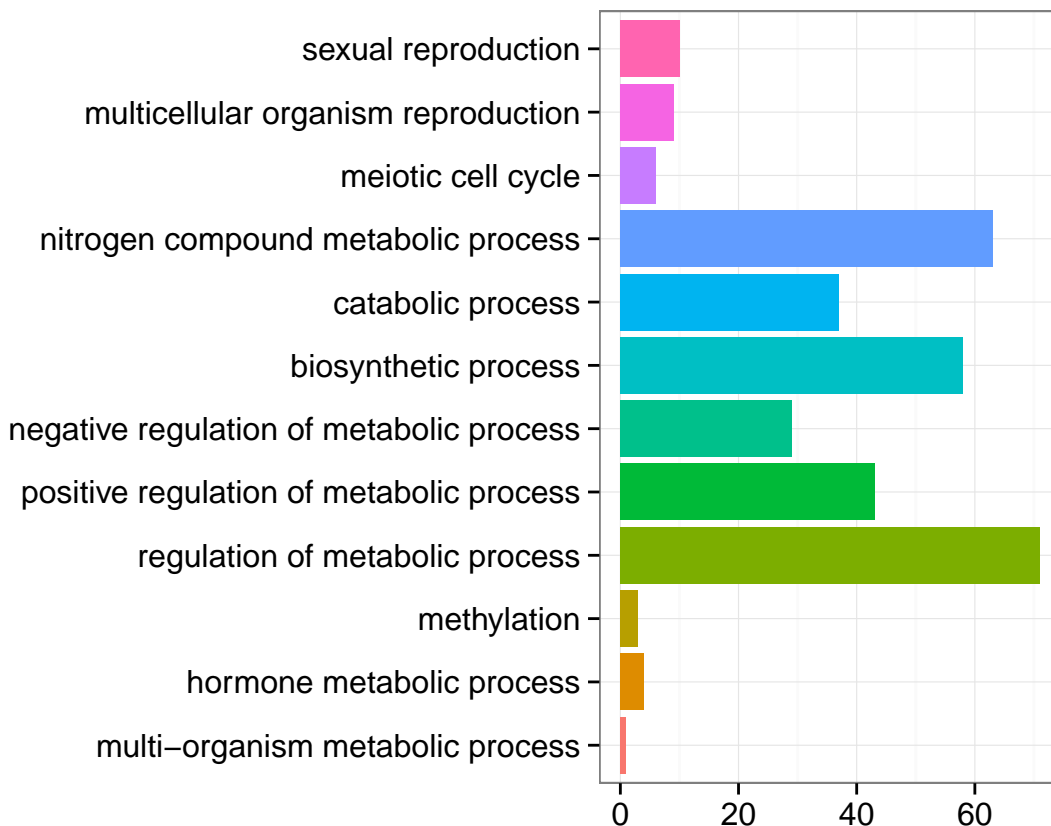 sexual reproduction
multicellular organism reproduction
meiotic cell cycle
nitrogen compound metabolic process
catabolic process
biosynthetic process
negative regulation of metabolic process
positive regulation of metabolic process
regulation of metabolic process
methylation
hormone metabolic process
multi−organism metabolic process
0 20 40 60